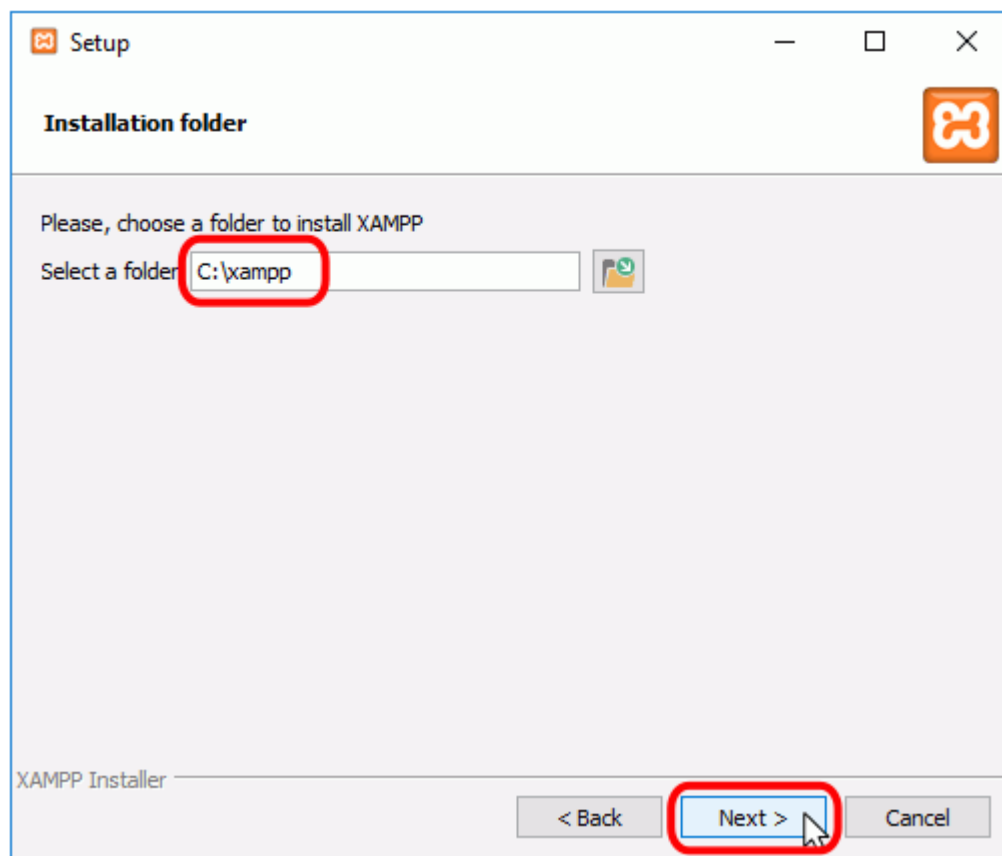 Setup
Installation folder
Please, choose a folder to install XAMPP
Select a folder C:\xampp
XAMPP Installer
< Back Next > Cancel